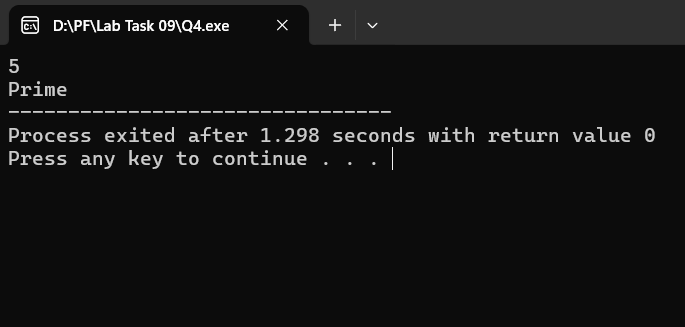 D:\PF\Lab Task 09\Q4.exe
5
Prime
--------------------------------
Process exited after 1.298 seconds with return value 0
Press any key to continue . . .